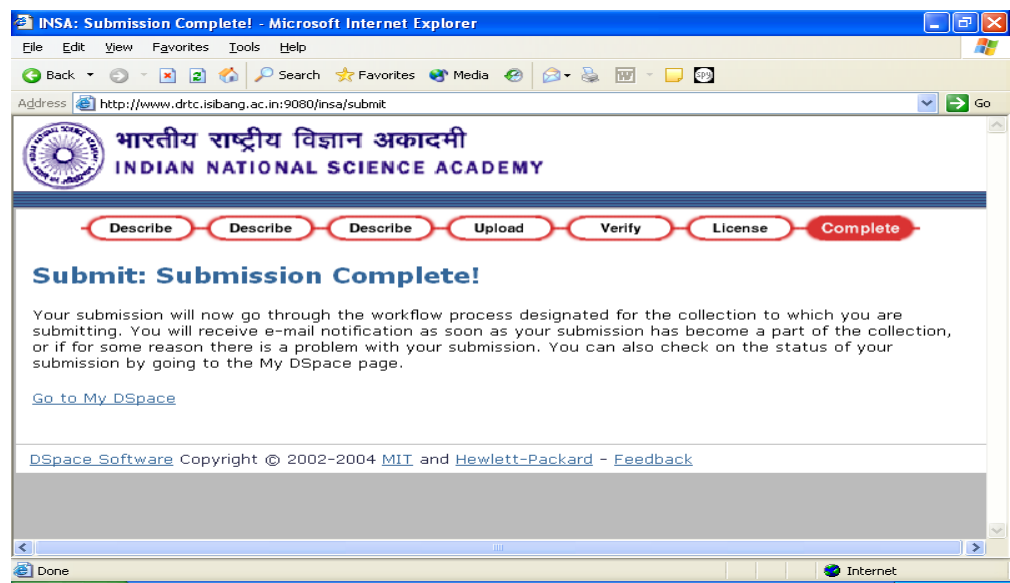 INSA: Submission Complete! - Microsoft Internet Explorer
File Edit View Favorites Tools Help
Back Search Favorites Media
Address http://www.drtc.isibang.ac.in:9080/insa/submit Go
भारतीय राष्ट्रीय विज्ञान अकादमी
INDIAN NATIONAL SCIENCE ACADEMY
Describe Describe Describe Upload Verify License Complete
Submit: Submission Complete!
Your submission will now go through the workflow process designated for the collection to which you are
submitting. You will receive e-mail notification as soon as your submission has become a part of the collection,
or if for some reason there is a problem with your submission. You can also check on the status of your
submission by going to the My DSpace page.
Go to My DSpace
DSpace Software Copyright © 2002-2004 MIT and Hewlett-Packard - Feedback
Done Internet